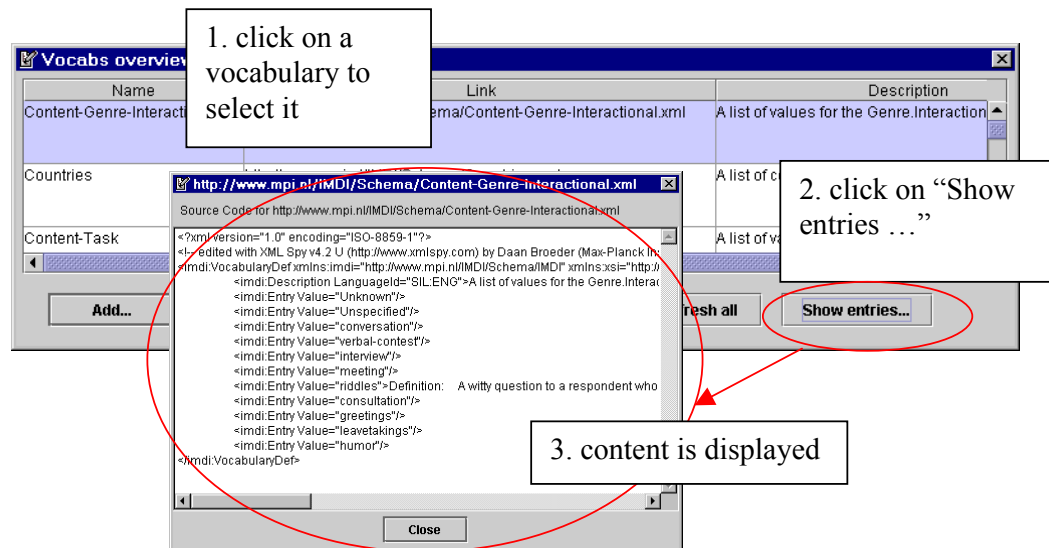 1. click on a
vocabulary to
select it
Vocabs overview
Name Link Description
Content-Genre-Interacti ema/Content-Genre-Interactional.xml A list of values for the Genre.Interaction
Countries A list of c
Content-Task A list of va
2. click on “Show
entries …”
Add... resh all Show entries...
http://www.mpi.nl/IMDI/Schema/Content-Genre-Interactional.xml
Source Code for http://www.mpi.nl/IMDI/Schema/Content-Genre-Interactional.xml
<?xml version="1.0" encoding="ISO-8859-1"?>
<!-- edited with XML Spy v4.2 U (http://www.xmlspy.com) by Daan Broeder (Max-Planck In
<imdi:VocabularyDef xmlns:imdi="http://www.mpi.nl/IMDI/Schema/IMDI" xmlns:xsi="http://
<imdi:Description LanguageId="SIL:ENG">A list of values for the Genre.Interac
<imdi:Entry Value="Unknown"/>
<imdi:Entry Value="Unspecified"/>
<imdi:Entry Value="conversation"/>
<imdi:Entry Value="verbal-contest"/>
<imdi:Entry Value="interview"/>
<imdi:Entry Value="meeting"/>
<imdi:Entry Value="riddles">Definition: A witty question to a respondent who
<imdi:Entry Value="consultation"/>
<imdi:Entry Value="greetings"/>
<imdi:Entry Value="leavetakings"/>
<imdi:Entry Value="humor"/>
</imdi:VocabularyDef>
3. content is displayed
Close